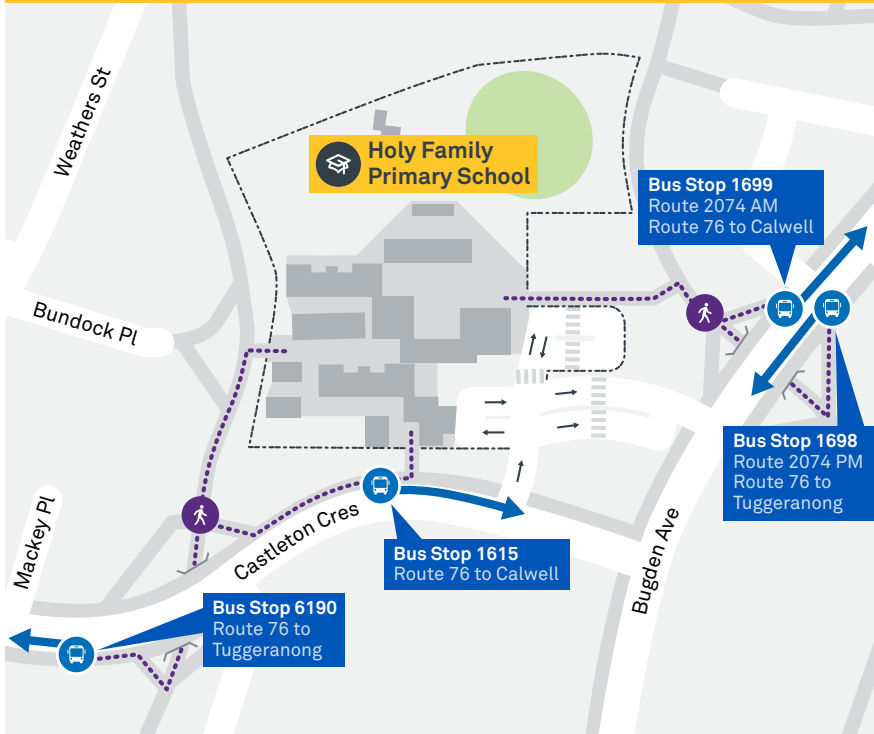 Weathers St
Holy Family
Primary School
Bus Stop 1699
Route 2074 AM
Route 76 to Calwell
Bundock Pl
Bus Stop 1698
Route 2074 PM
Route 76 to
Tuggeranong
Mackey Pl
Castleton Cres
Bus Stop 1615
Route 76 to Calwell
Bugden Ave
Bus Stop 6190
Route 76 to
Tuggeranong